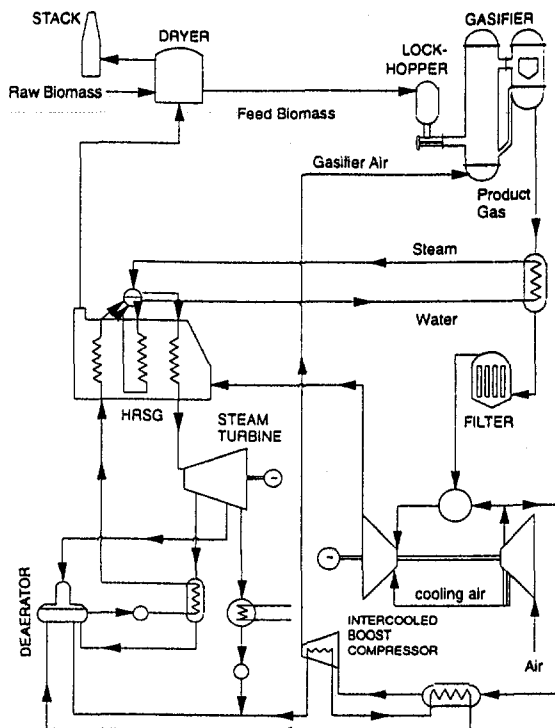 STACK
DRYER
GASIFIER
LOCK-
HOPPER
Raw Biomass
Feed Biomass
Gasifier Air
Product
Gas
Steam
Water
HRSG
FILTER
STEAM
TURBINE
DEAERATOR
cooling air
INTERCOOLED
BOOST
COMPRESSOR
Air